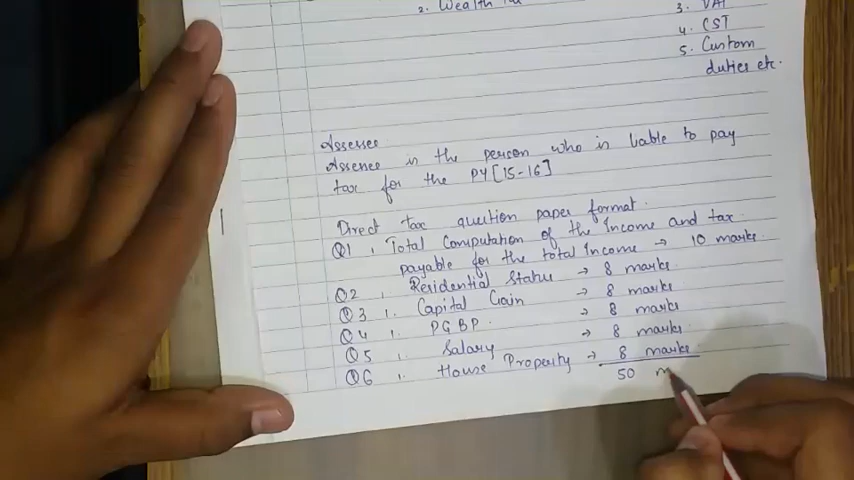 2. Wealth Tax
3. VAT
4. CST
5. Custom
duties etc.
Assessee
Assessee is the person who is liable to pay
tax for the PY [15-16]
Direct tax question paper format.
Q1. Total Computation of the Income and tax
payable for the total Income → 10 marks
Q2. Residential Status → 8 marks
Q3. Capital Gain → 8 marks
Q4. PGBP. → 8 marks
Q5. Salary → 8 marks
Q6. House Property → 8 marks
50 m